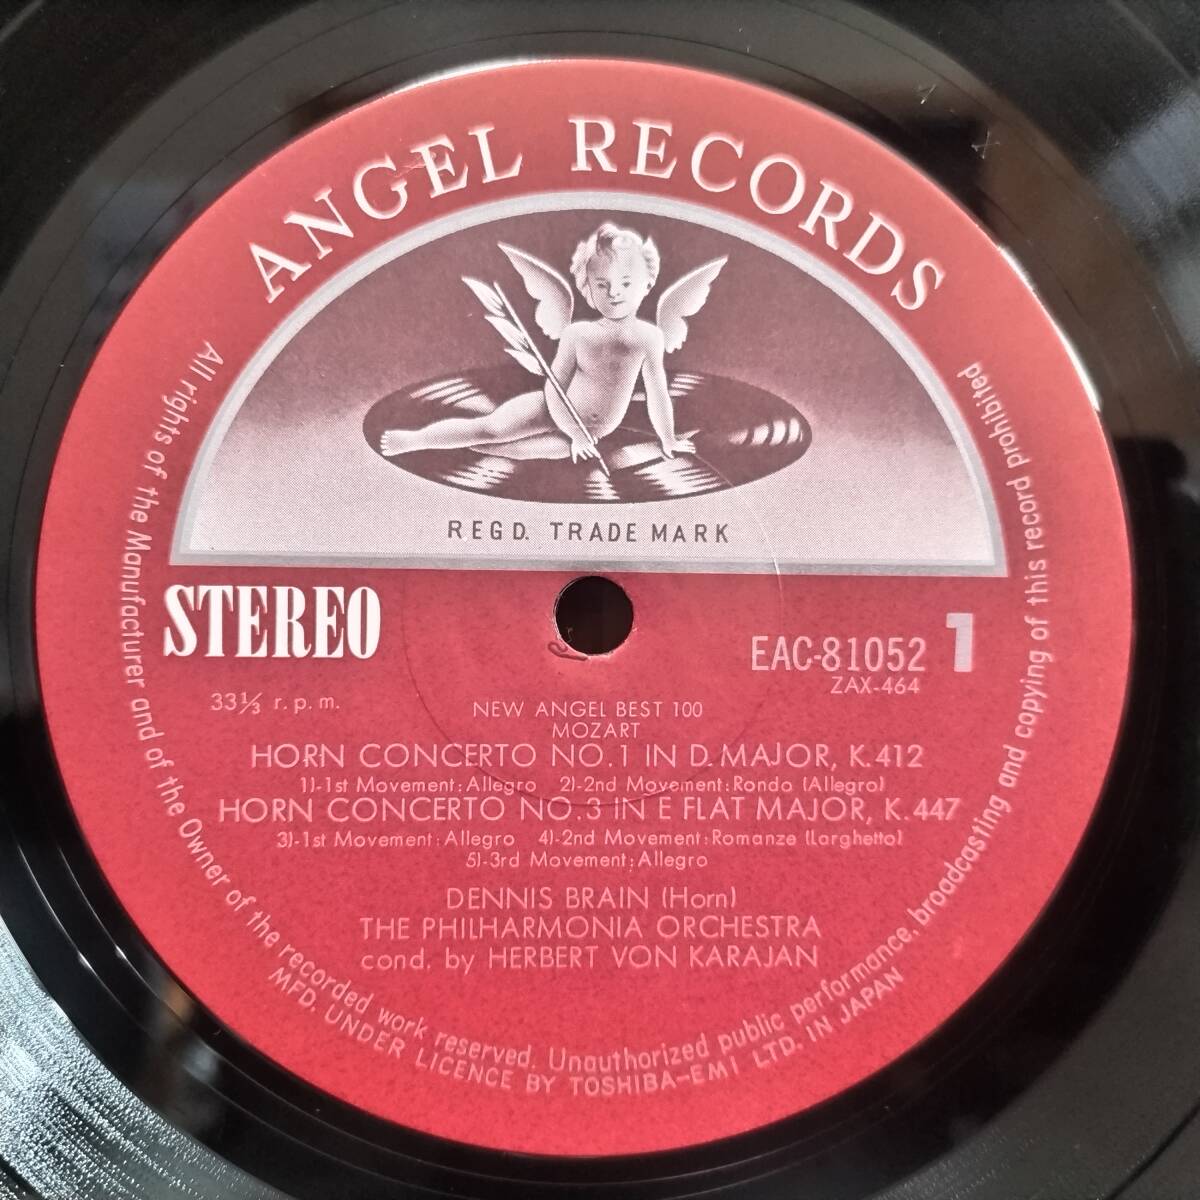 ANGEL RECORDS
REGD. TRADE MARK
STEREO
EAC-81052 1
ZAX-464
33⅓ r.p.m.
NEW ANGEL BEST 100
MOZART
HORN CONCERTO NO.1 IN D MAJOR, K.412
1)-1st Movement:Allegro 2)-2nd Movement:Rondo (Allegro)
HORN CONCERTO NO.3 IN E FLAT MAJOR, K.447
3)-1st Movement:Allegro 4)-2nd Movement:Romanze (Larghetto)
5)-3rd Movement:Allegro
DENNIS BRAIN (Horn)
THE PHILHARMONIA ORCHESTRA
cond. by HERBERT VON KARAJAN
All rights of the Manufacturer and of the Owner of the recorded work reserved. Unauthorized public performance, broadcasting and copying of this record prohibited
MFD. UNDER LICENCE BY TOSHIBA-EMI LTD. IN JAPAN